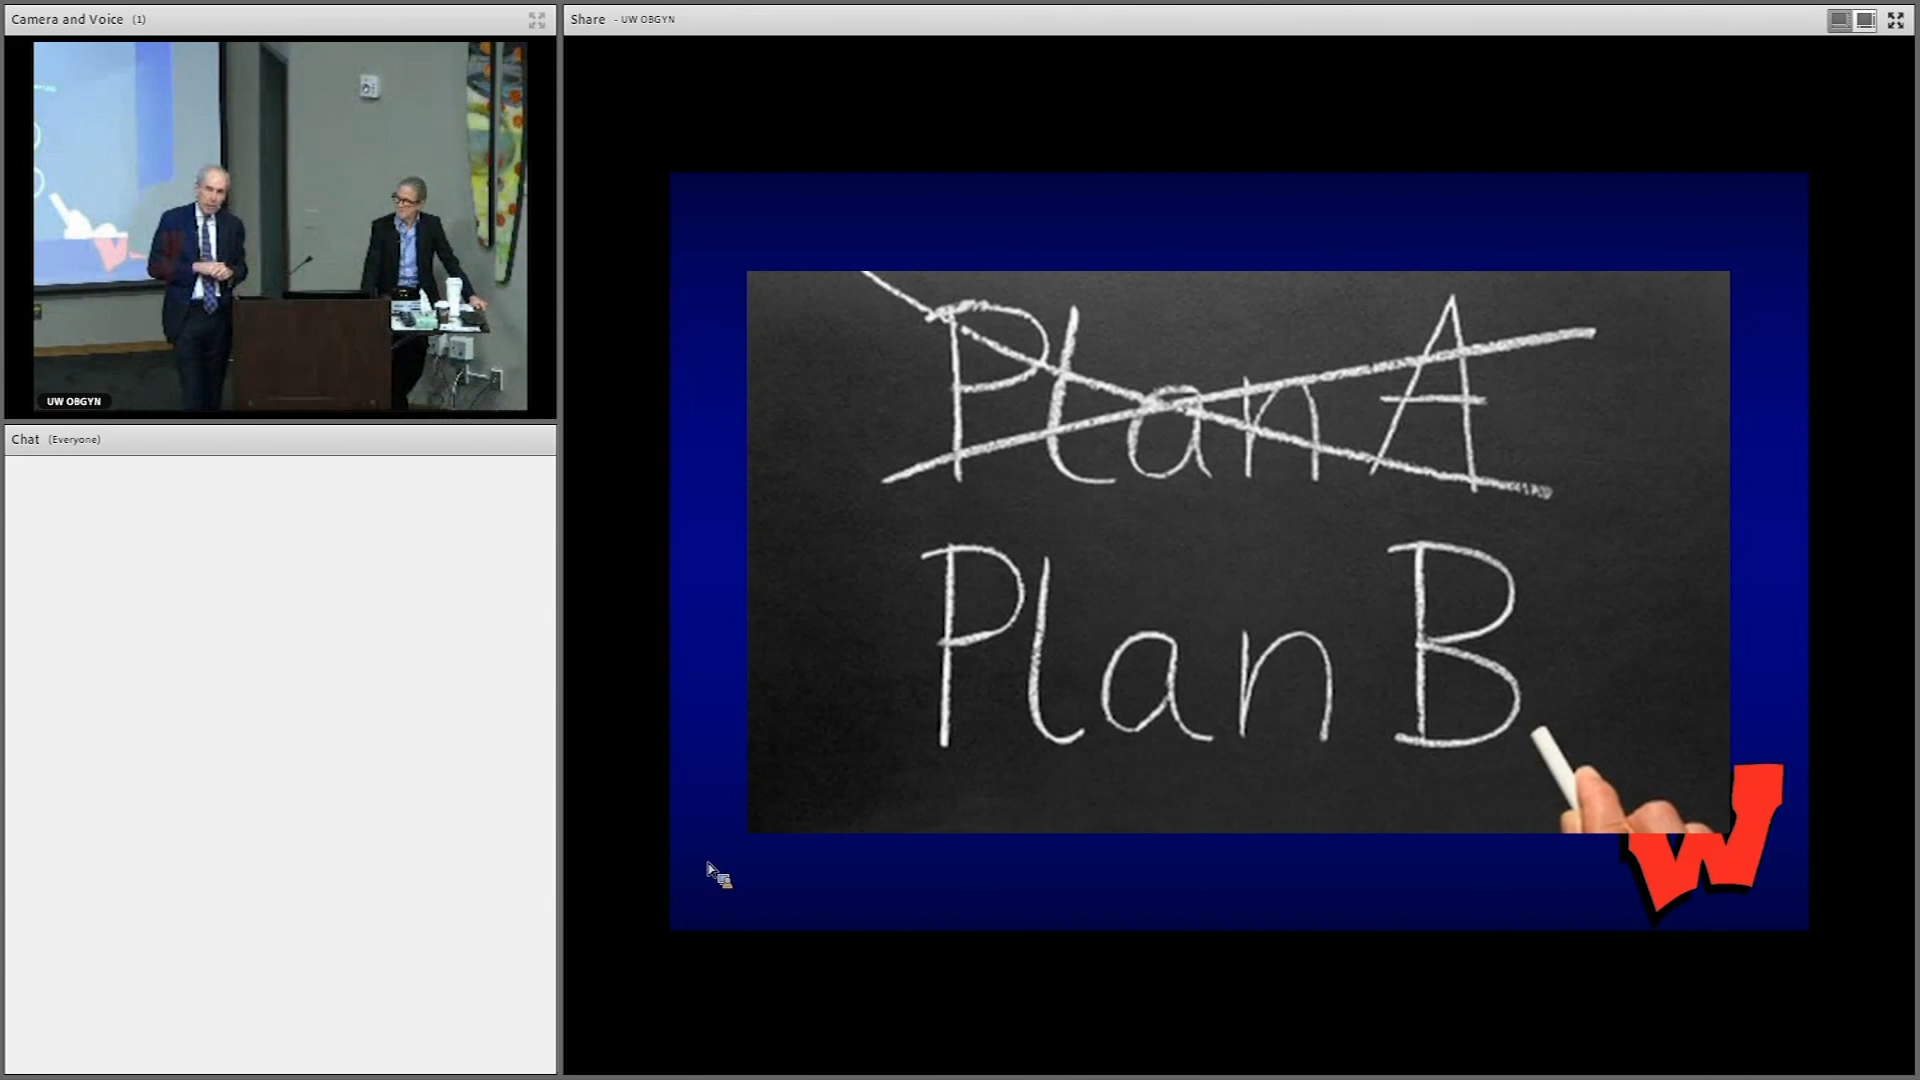 Camera and Voice (1)
Share - UW OBGYN
UW OBGYN
Chat (Everyone)
Plan A
Plan B
W